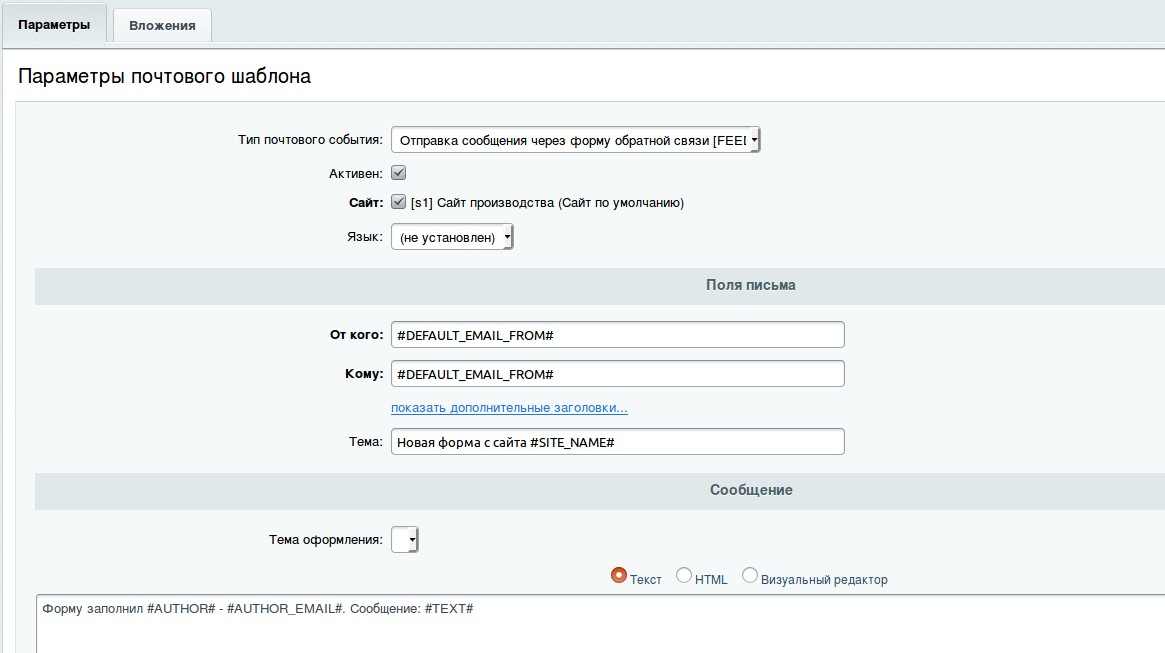 Параметры
Вложения
Параметры почтового шаблона
Тип почтового события: Отправка сообщения через форму обратной связи [FEED
Активен:
Сайт: [s1] Сайт производства (Сайт по умолчанию)
Язык: (не установлен)
Поля письма
От кого: #DEFAULT_EMAIL_FROM#
Кому: #DEFAULT_EMAIL_FROM#
показать дополнительные заголовки...
Тема: Новая форма с сайта #SITE_NAME#
Сообщение
Тема оформления:
Текст HTML Визуальный редактор
Форму заполнил #AUTHOR# - #AUTHOR_EMAIL#. Сообщение: #TEXT#